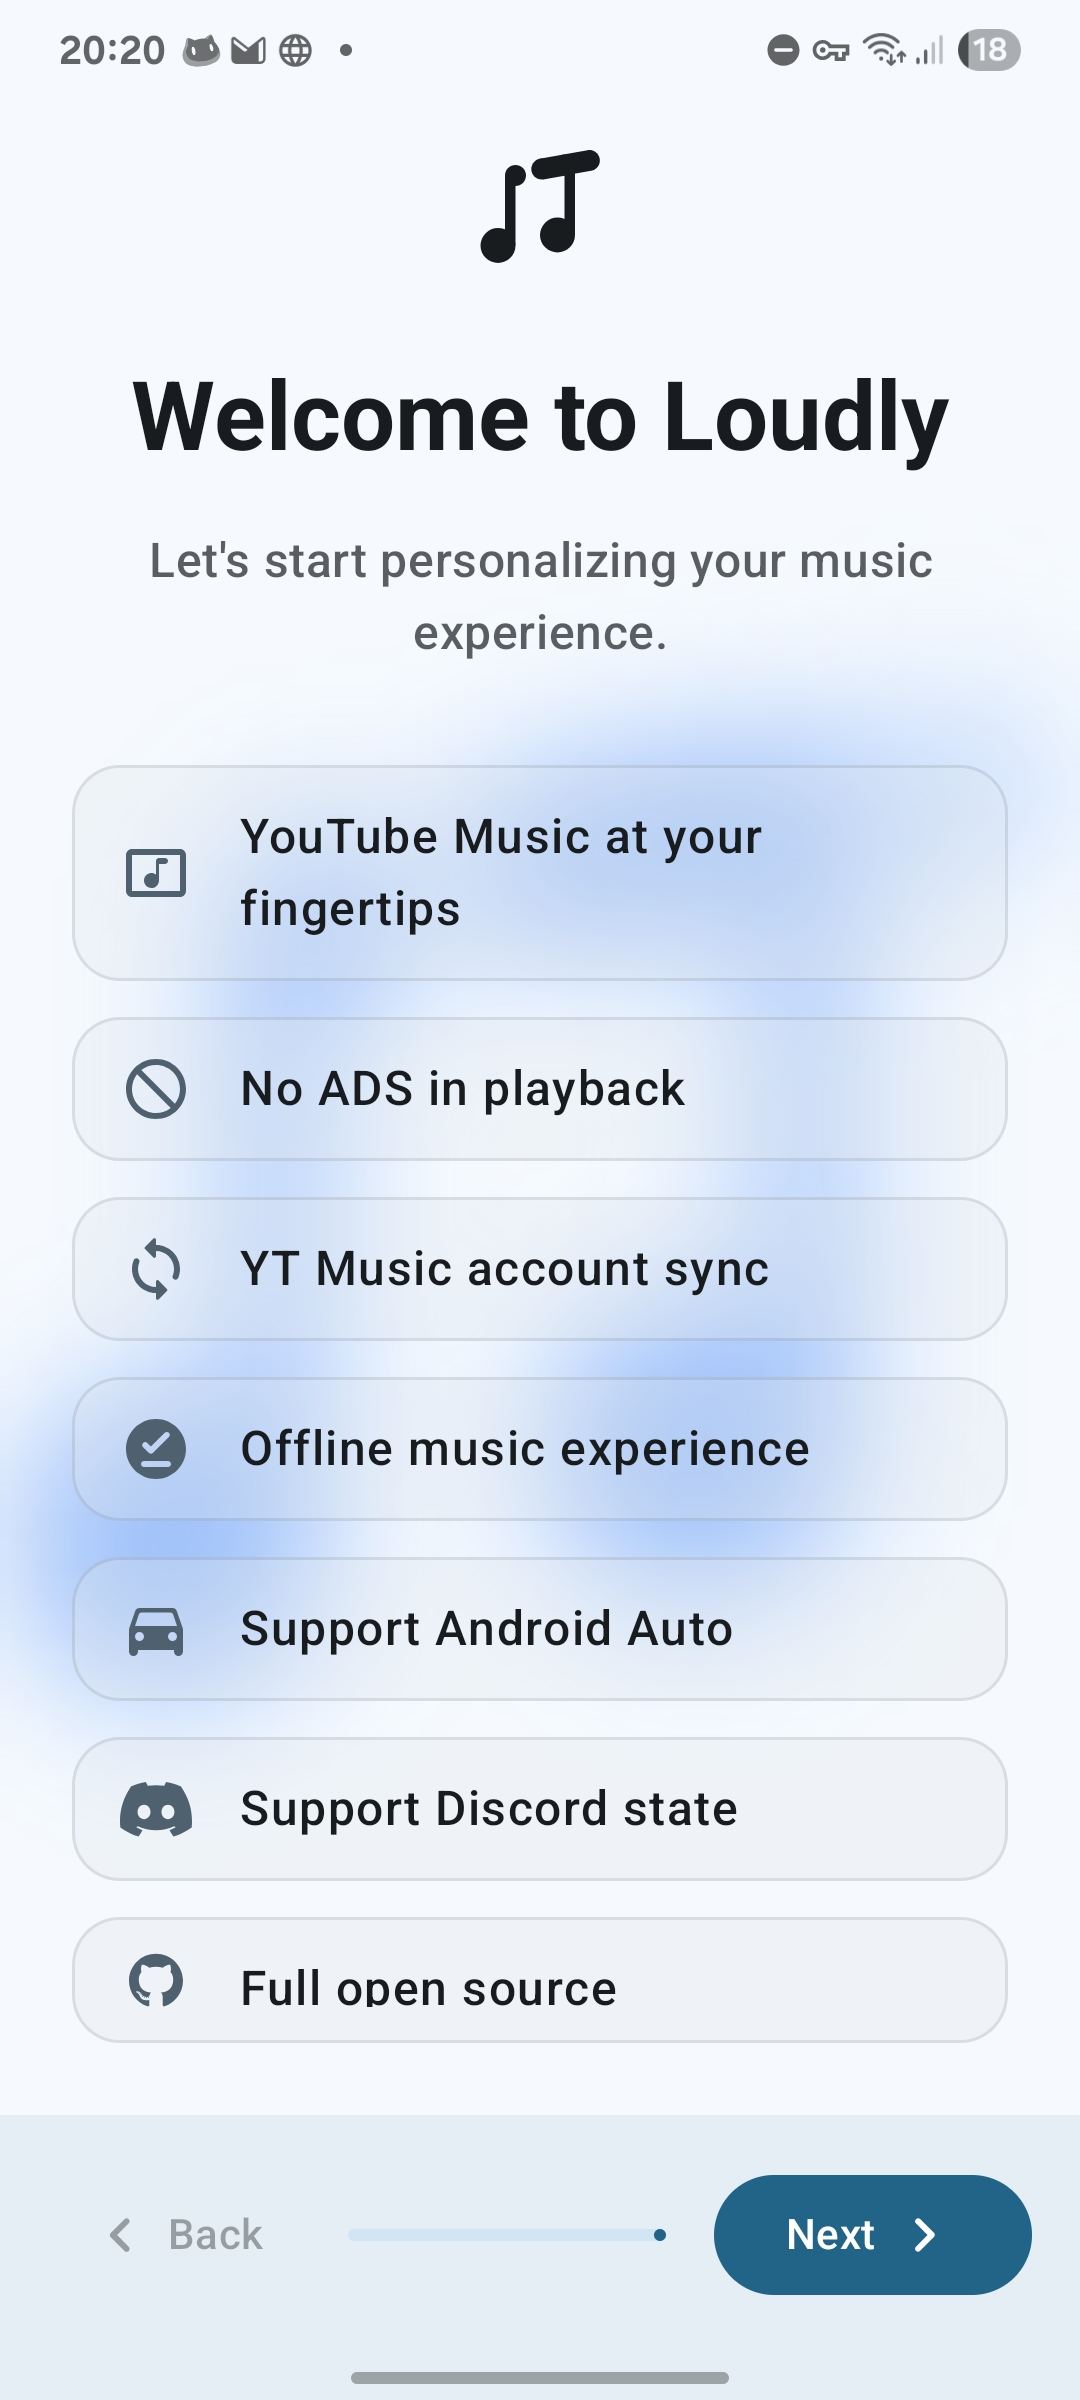 20:20
18
Welcome to Loudly
Let's start personalizing your music
experience.
YouTube Music at your
fingertips
No ADS in playback
YT Music account sync
Offline music experience
Support Android Auto
Support Discord state
Full open source
Back
Next